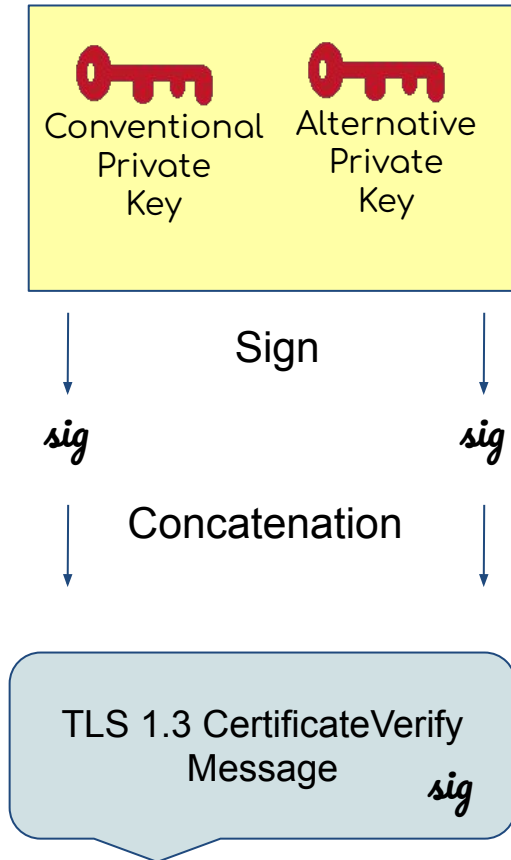 Conventional
Private
Key
Alternative
Private
Key
Sign
sig
sig
Concatenation
TLS 1.3 CertificateVerify
Message
sig